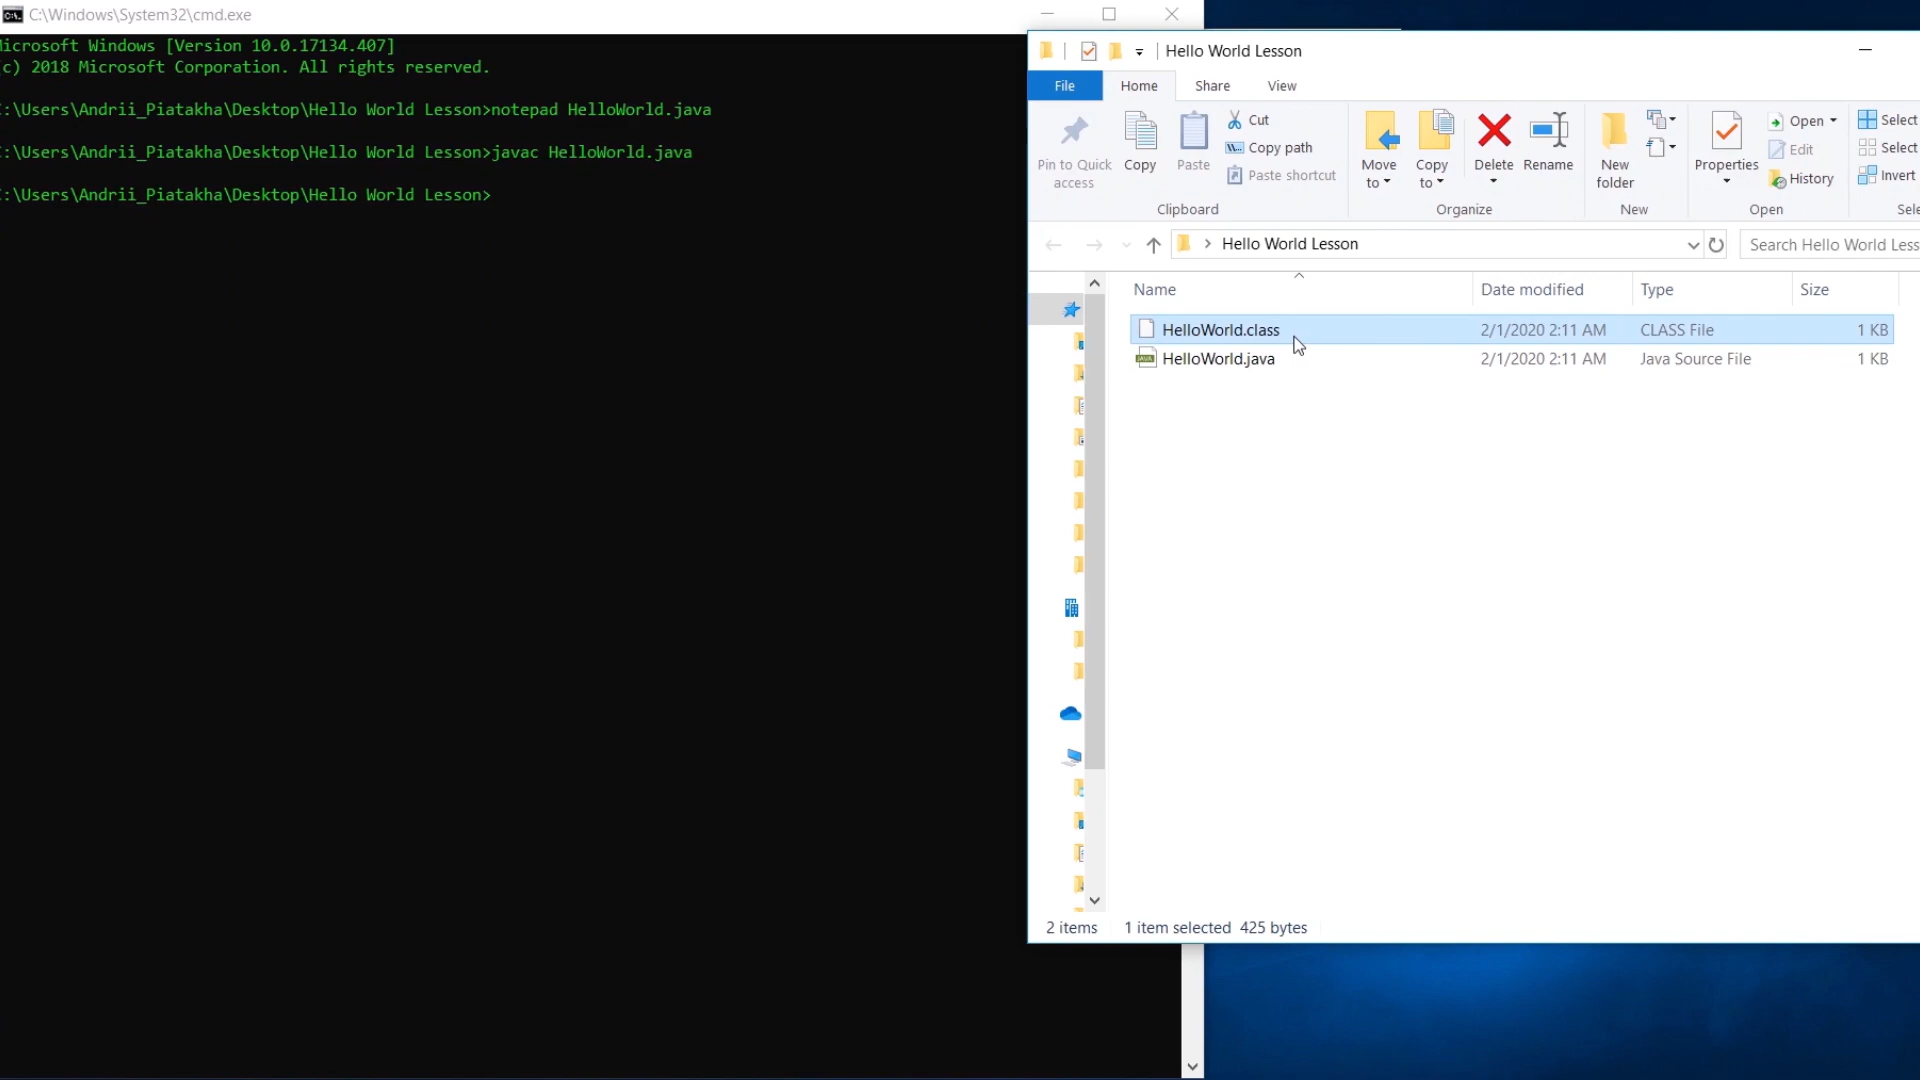 C:\Windows\System32\cmd.exe
icrosoft Windows [Version 10.0.17134.407]
c) 2018 Microsoft Corporation. All rights reserved.
:\Users\Andrii_Piatakha\Desktop\Hello World Lesson>notepad HelloWorld.java
:\Users\Andrii_Piatakha\Desktop\Hello World Lesson>javac HelloWorld.java
:\Users\Andrii_Piatakha\Desktop\Hello World Lesson>
Hello World Lesson
File Home Share View
Pin to Quick access
Copy
Paste
Cut
Copy path
Paste shortcut
Clipboard
Move to
Copy to
Delete
Rename
Organize
New folder
New
Properties
Open
Edit
History
Open
Select
Select
Invert
Sele
Hello World Lesson
Search Hello World Less
Name Date modified Type Size
HelloWorld.class 2/1/2020 2:11 AM CLASS File 1 KB
HelloWorld.java 2/1/2020 2:11 AM Java Source File 1 KB
2 items 1 item selected 425 bytes